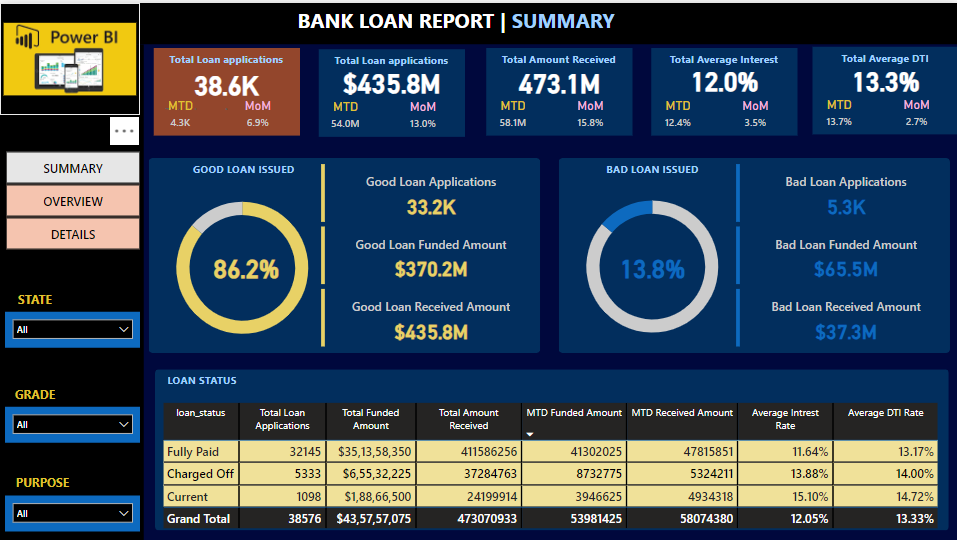 BANK LOAN REPORT | SUMMARY
Power BI
Total Loan applications
38.6K
MTD MoM
4.3K 6.9%
Total Loan applications
$435.8M
MTD MoM
54.0M 13.0%
Total Amount Received
473.1M
MTD MoM
58.1M 15.8%
Total Average Interest
12.0%
MTD MoM
12.4% 3.5%
Total Average DTI
13.3%
MTD MoM
13.7% 2.7%
SUMMARY
OVERVIEW
DETAILS
STATE
All
GRADE
All
PURPOSE
All
GOOD LOAN ISSUED
86.2%
Good Loan Applications
33.2K
Good Loan Funded Amount
$370.2M
Good Loan Received Amount
$435.8M
BAD LOAN ISSUED
13.8%
Bad Loan Applications
5.3K
Bad Loan Funded Amount
$65.5M
Bad Loan Received Amount
$37.3M
LOAN STATUS
loan_status Total Loan Applications Total Funded Amount Total Amount Received MTD Funded Amount MTD Received Amount Average Intrest Rate Average DTI Rate
Fully Paid 32145 $35,13,58,350 411586256 41302025 47815851 11.64% 13.17%
Charged Off 5333 $6,55,32,225 37284763 8732775 5324211 13.88% 14.00%
Current 1098 $1,88,66,500 24199914 3946625 4934318 15.10% 14.72%
Grand Total 38576 $43,57,57,075 473070933 53981425 58074380 12.05% 13.33%